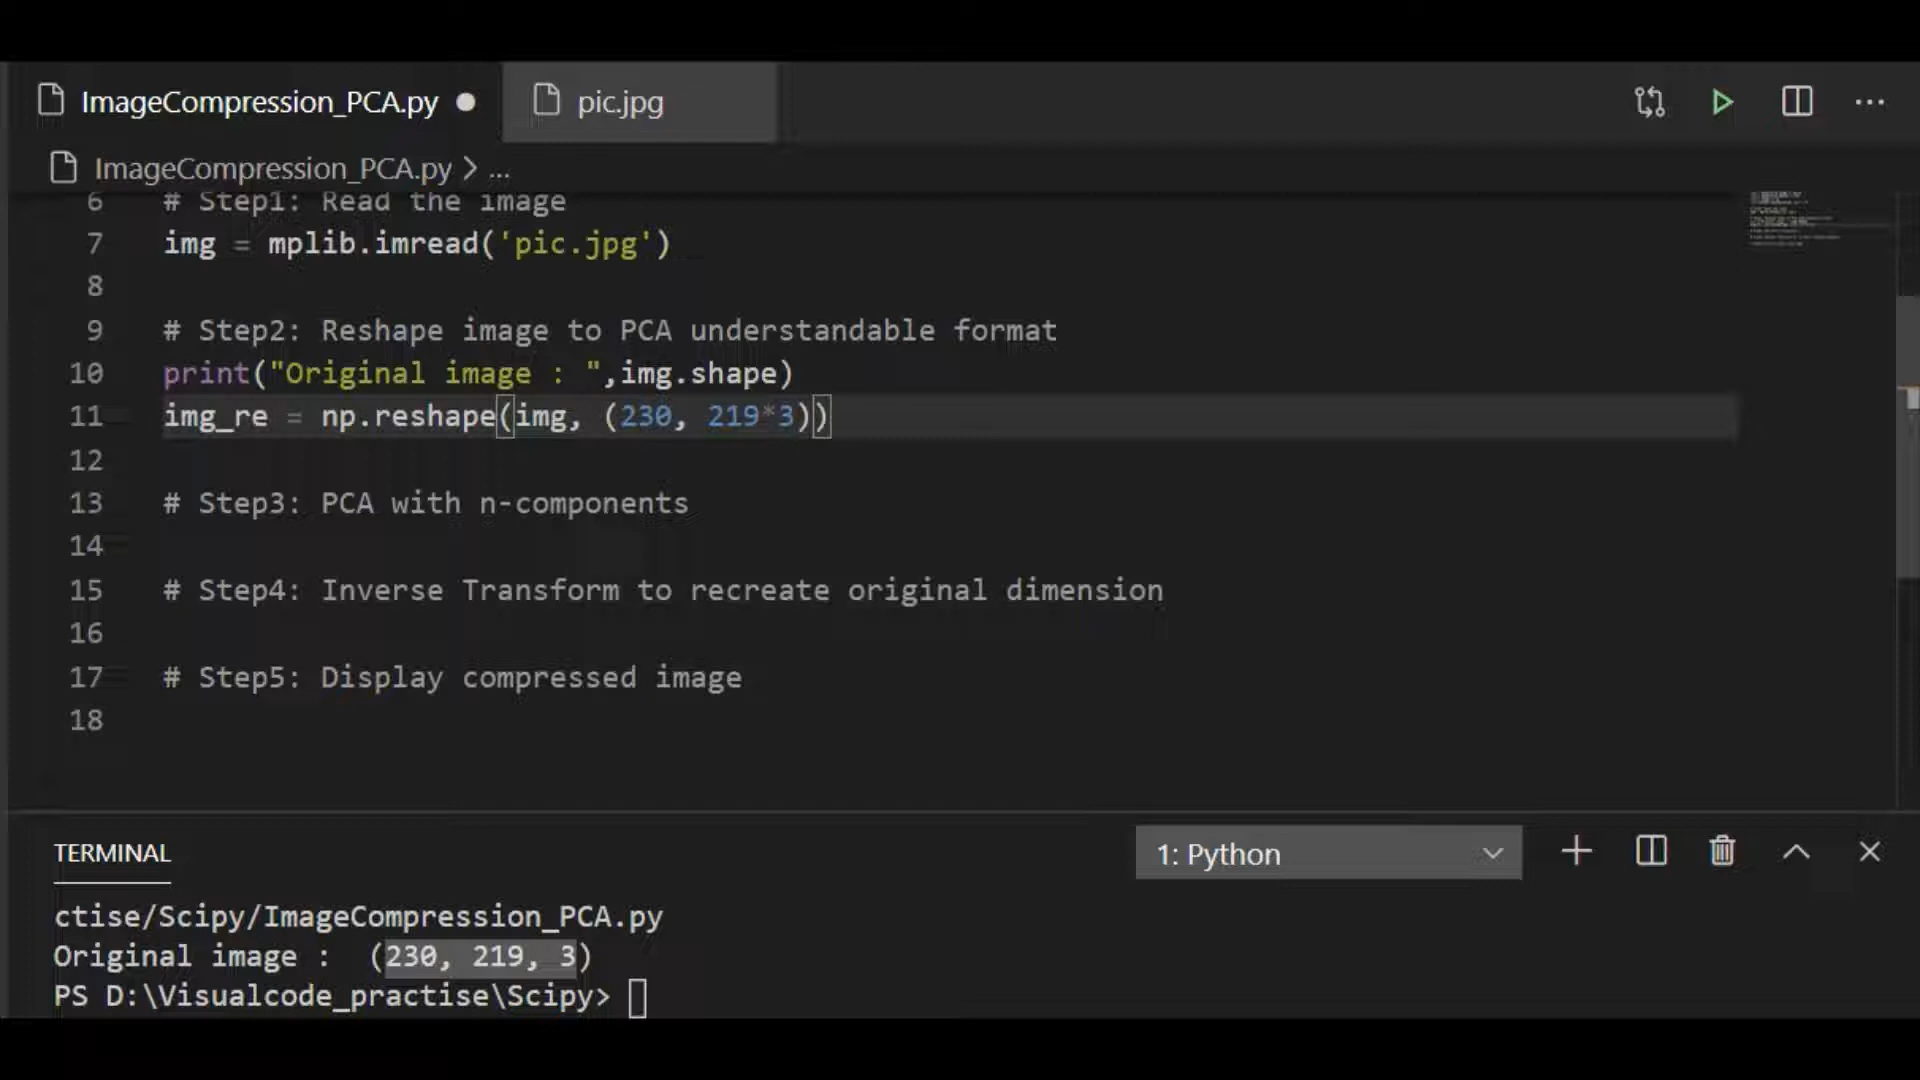 ImageCompression_PCA.py ● pic.jpg
ImageCompression_PCA.py > ...
6 # Step1: Read the image
7 img = mplib.imread('pic.jpg')
8
9 # Step2: Reshape image to PCA understandable format
10 print("Original image : ",img.shape)
11 img_re = np.reshape(img, (230, 219*3))
12
13 # Step3: PCA with n-components
14
15 # Step4: Inverse Transform to recreate original dimension
16
17 # Step5: Display compressed image
18
TERMINAL 1: Python
ctise/Scipy/ImageCompression_PCA.py
Original image :  (230, 219, 3)
PS D:\Visualcode_practise\Scipy>